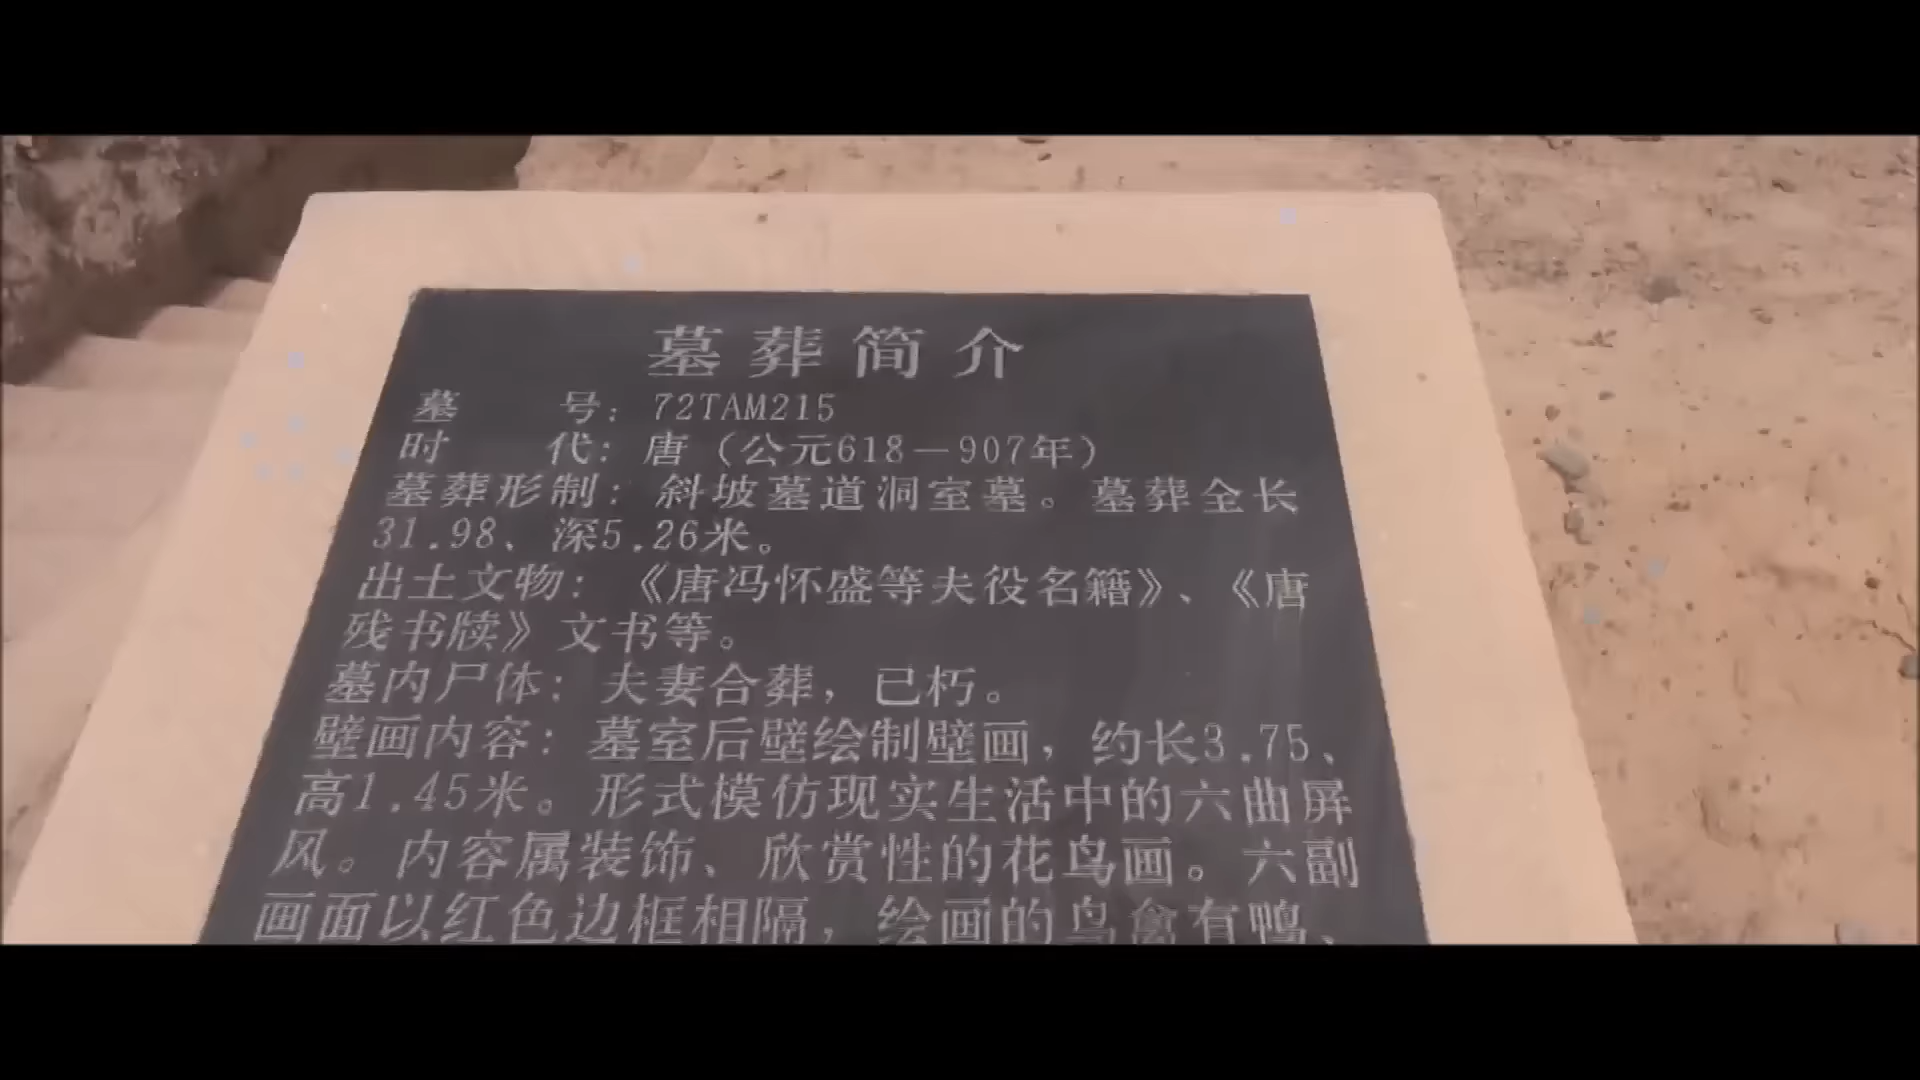 墓葬简介
墓 号：72TAM215
时 代：唐（公元618－907年）
墓葬形制：斜坡墓道洞室墓。墓葬全长
31.98、深5.26米。
出土文物：《唐冯怀盛等夫役名籍》、《唐
残书牍》文书等。
墓内尸体：夫妻合葬，已朽。
壁画内容：墓室后壁绘制壁画，约长3.75、
高1.45米。形式模仿现实生活中的六曲屏
风。内容属装饰、欣赏性的花鸟画。六副
画面以红色边框相隔，绘画的鸟禽有鸭、